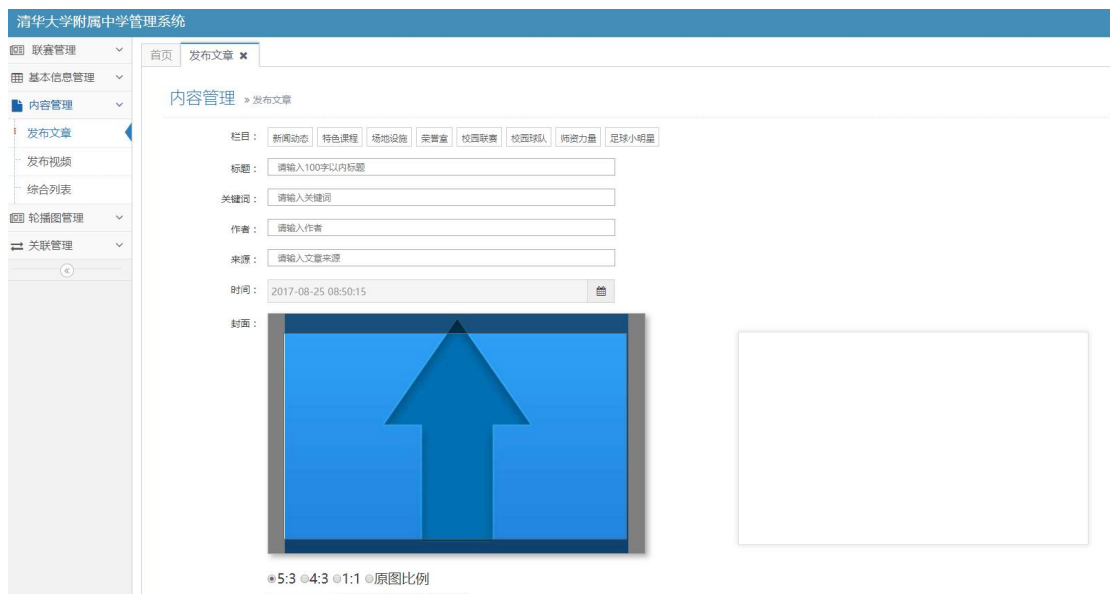 清华大学附属中学管理系统
联赛管理
基本信息管理
内容管理
发布文章
发布视频
综合列表
轮播图管理
关联管理
首页 发布文章
内容管理 » 发布文章
栏目： 新闻动态 特色课程 场地设施 荣誉室 校园联赛 校园球队 师资力量 足球小明星
标题： 请输入100字以内标题
关键词： 请输入关键词
作者： 请输入作者
来源： 请输入文章来源
时间： 2017-08-25 08:50:15
封面：
5:3 4:3 1:1 原图比例